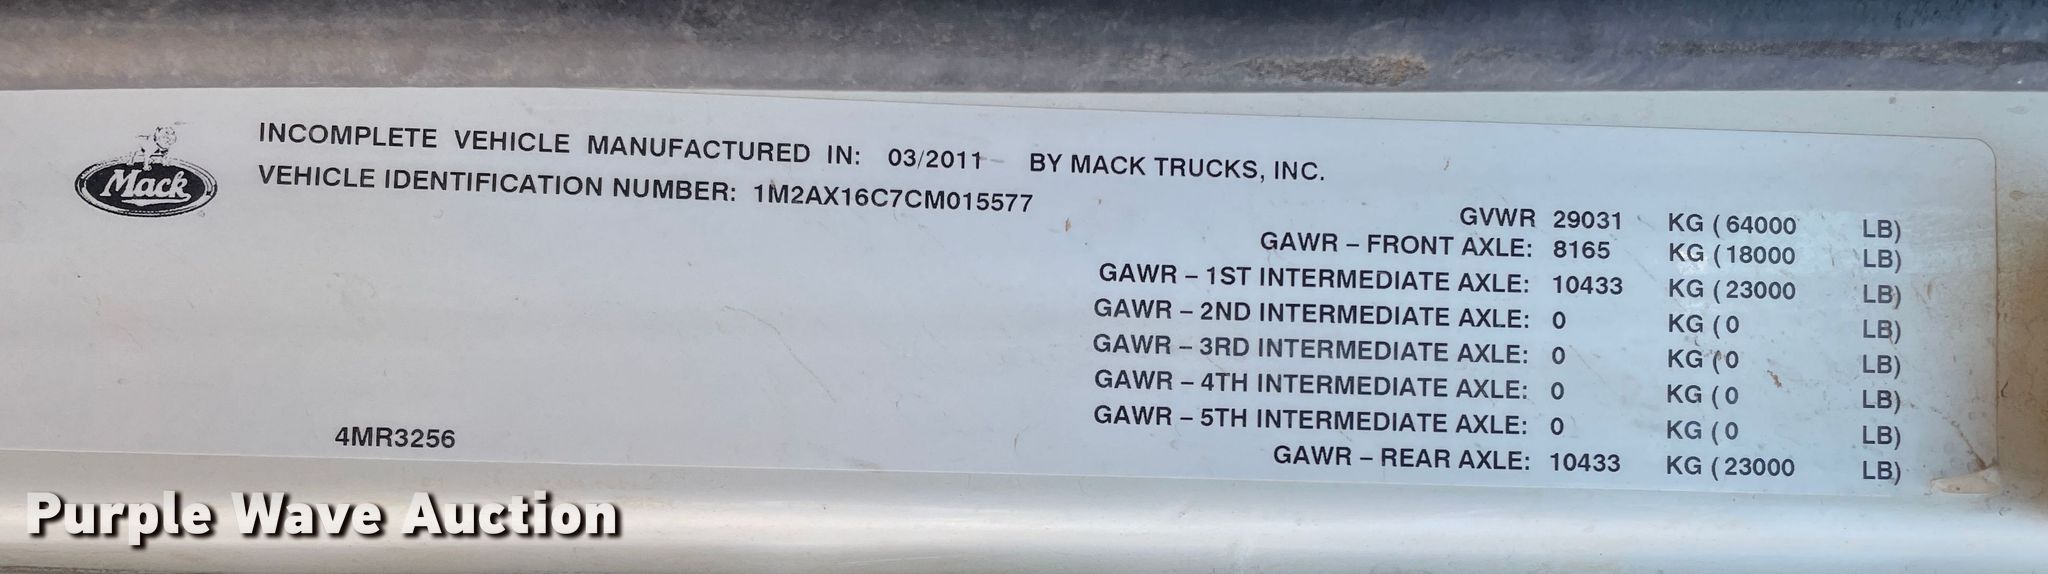 Mack
INCOMPLETE VEHICLE MANUFACTURED IN: 03/2011 BY MACK TRUCKS, INC.
VEHICLE IDENTIFICATION NUMBER: 1M2AX16C7CM015577
GVWR 29031 KG (64000 LB)
GAWR – FRONT AXLE: 8165 KG (18000 LB)
GAWR – 1ST INTERMEDIATE AXLE: 10433 KG (23000 LB)
GAWR – 2ND INTERMEDIATE AXLE: 0 KG (0 LB)
GAWR – 3RD INTERMEDIATE AXLE: 0 KG (0 LB)
GAWR – 4TH INTERMEDIATE AXLE: 0 KG (0 LB)
GAWR – 5TH INTERMEDIATE AXLE: 0 KG (0 LB)
GAWR – REAR AXLE: 10433 KG (23000 LB)
4MR3256
Purple Wave Auction